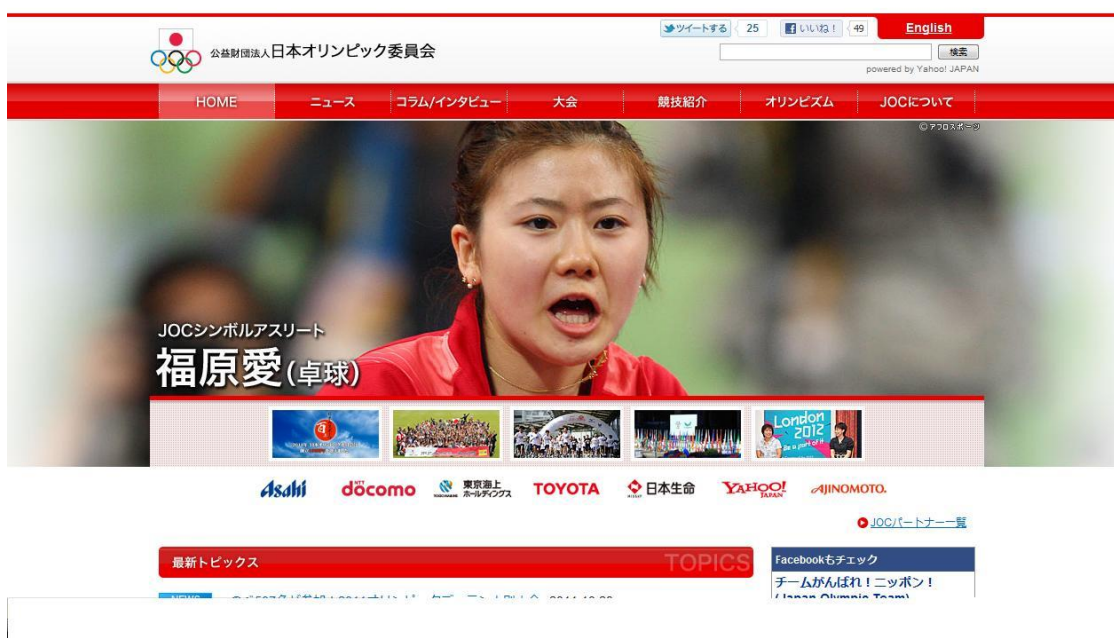 ツイートする 25 いいね! 49 English
公益財団法人日本オリンピック委員会
検索
powered by Yahoo! JAPAN
HOME ニュース コラム/インタビュー 大会 競技紹介 オリンピズム JOCについて
©アフロスポーツ
JOCシンボルアスリート
福原愛(卓球)
London
2012
Asahi NTT döcomo 東京海上ホールディングス TOYOTA 日本生命 YAHOO! JAPAN AJINOMOTO.
JOCパートナー一覧
最新トピックス TOPICS Facebookもチェック
チームがんばれ!ニッポン!
(Japan Olympic Team)
NEWS